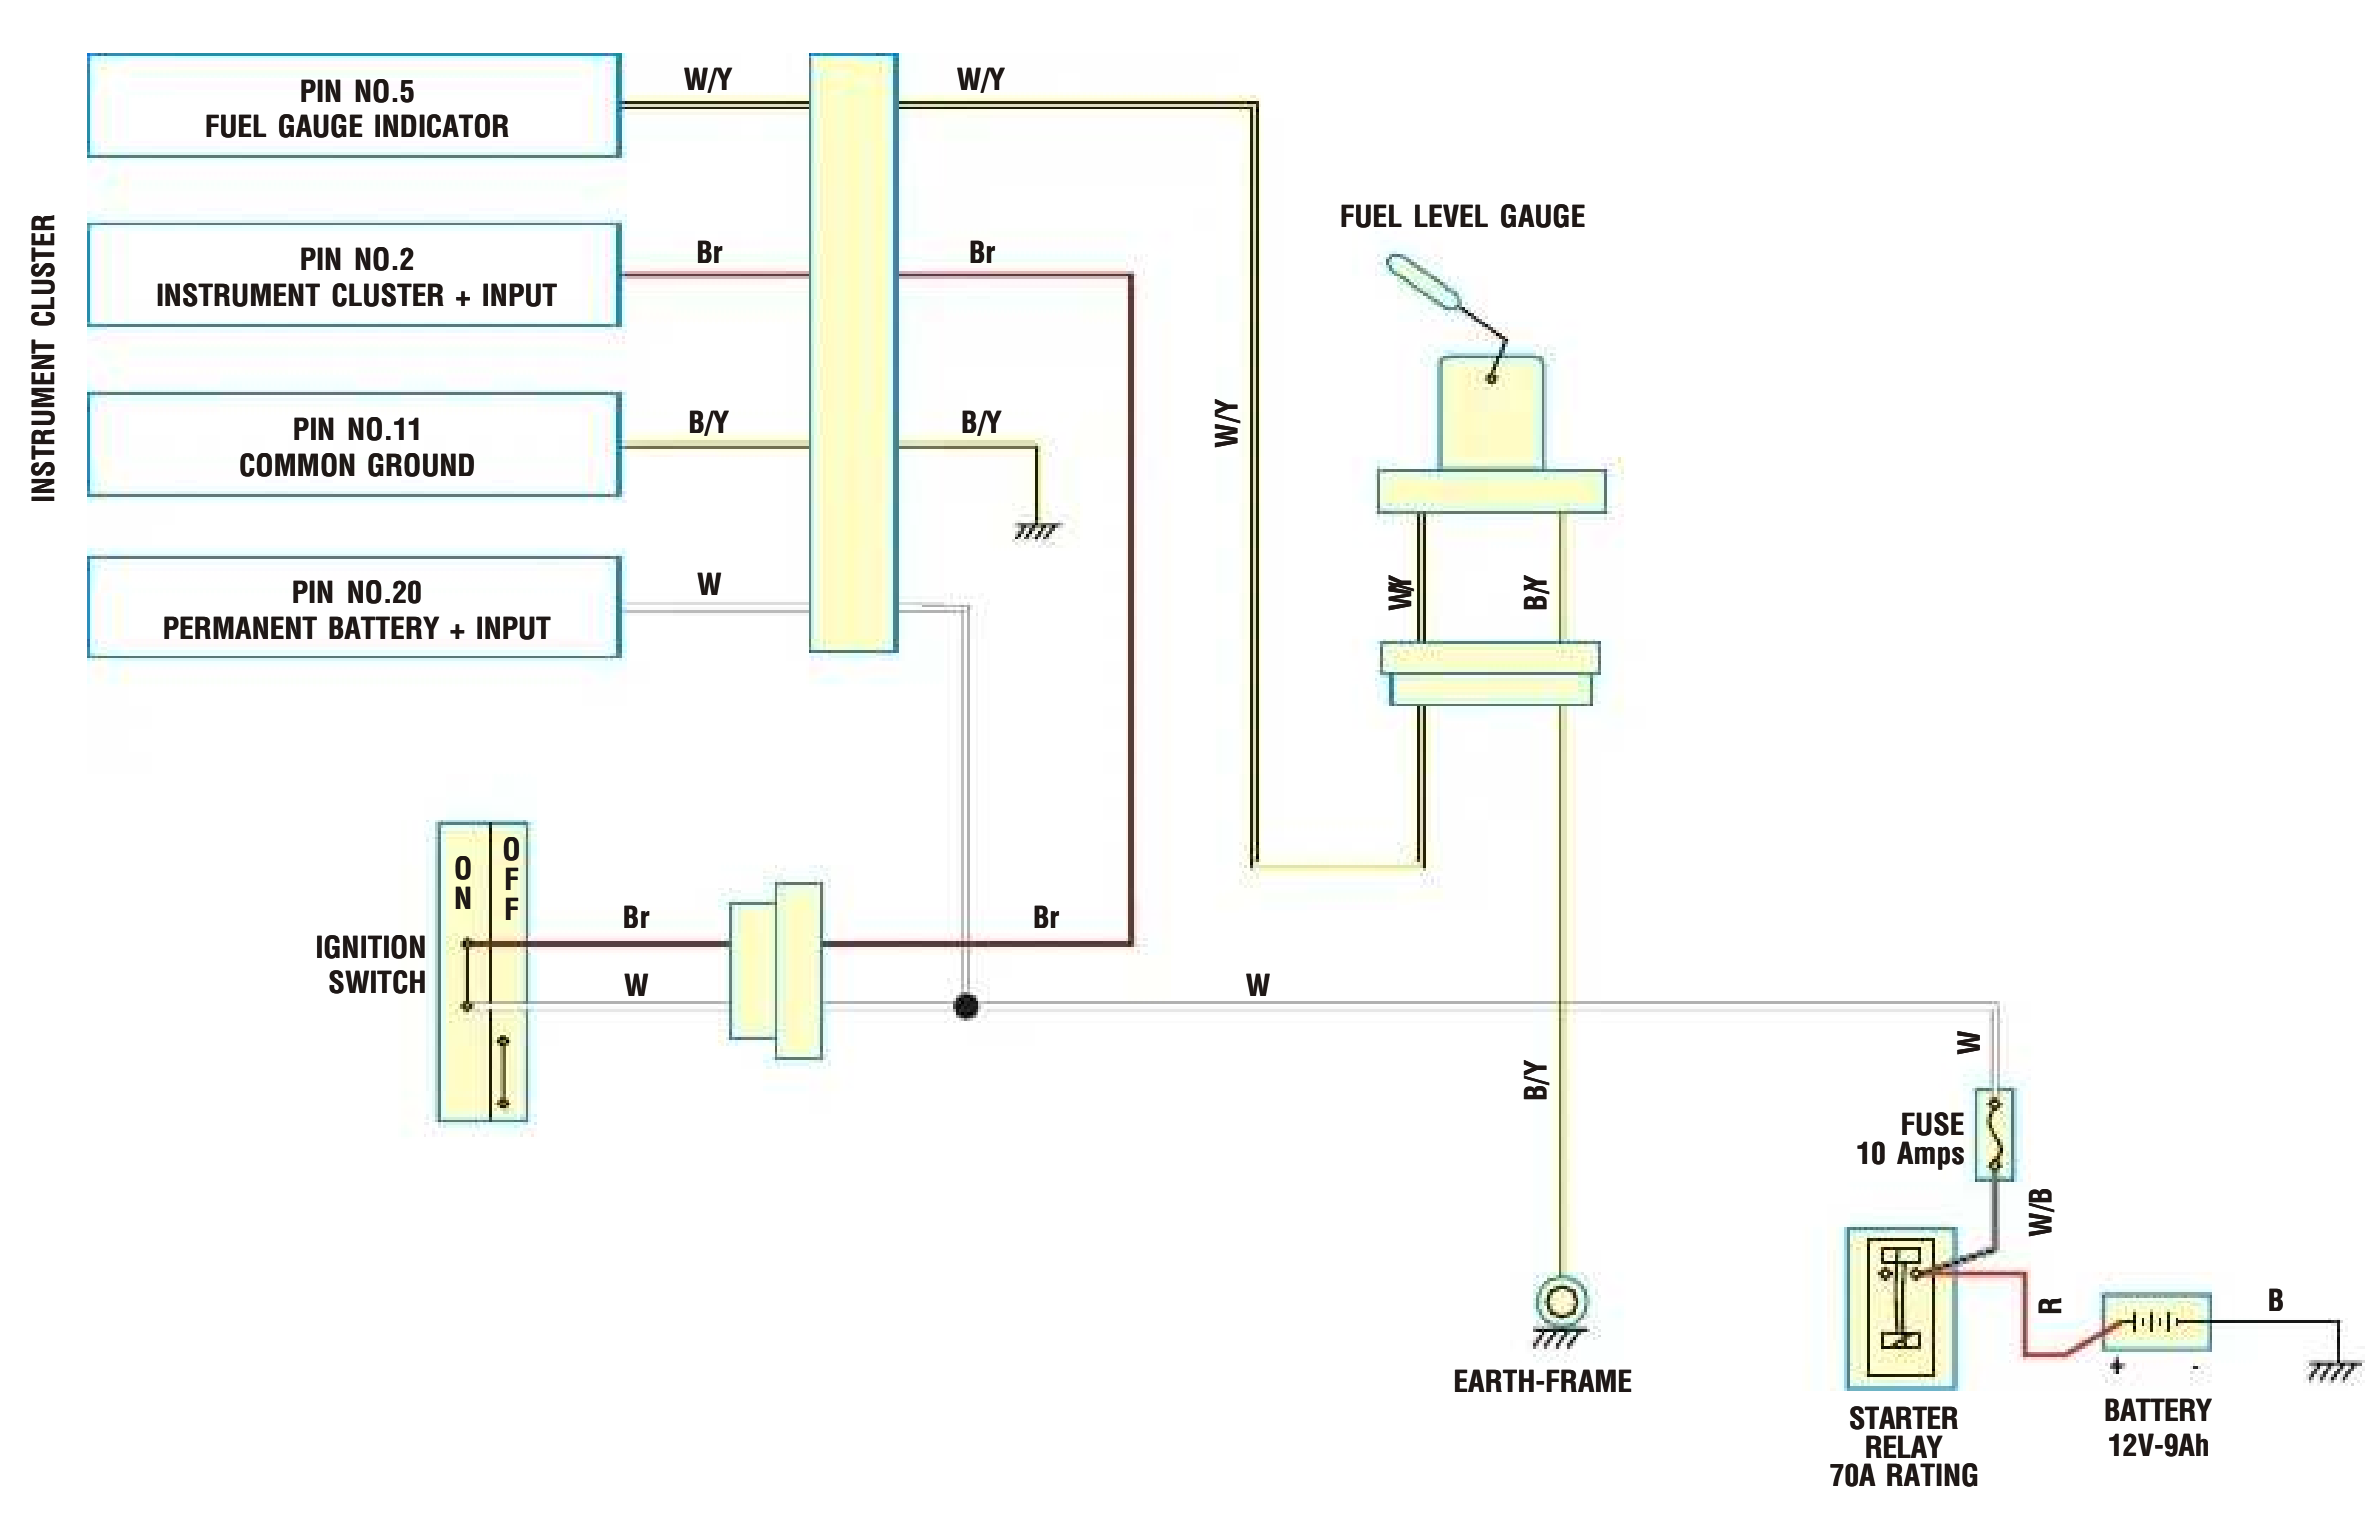 INSTRUMENT CLUSTER
PIN NO.5
FUEL GAUGE INDICATOR
W/Y
W/Y
PIN NO.2
INSTRUMENT CLUSTER + INPUT
Br
Br
PIN NO.11
COMMON GROUND
B/Y
B/Y
PIN NO.20
PERMANENT BATTERY + INPUT
W
W/Y
FUEL LEVEL GAUGE
W/Y
B/Y
ON
OFF
IGNITION
SWITCH
Br
Br
W
W
B/Y
EARTH-FRAME
W
FUSE
10 Amps
W/B
STARTER
RELAY
70A RATING
R
B
+ -
BATTERY
12V-9Ah